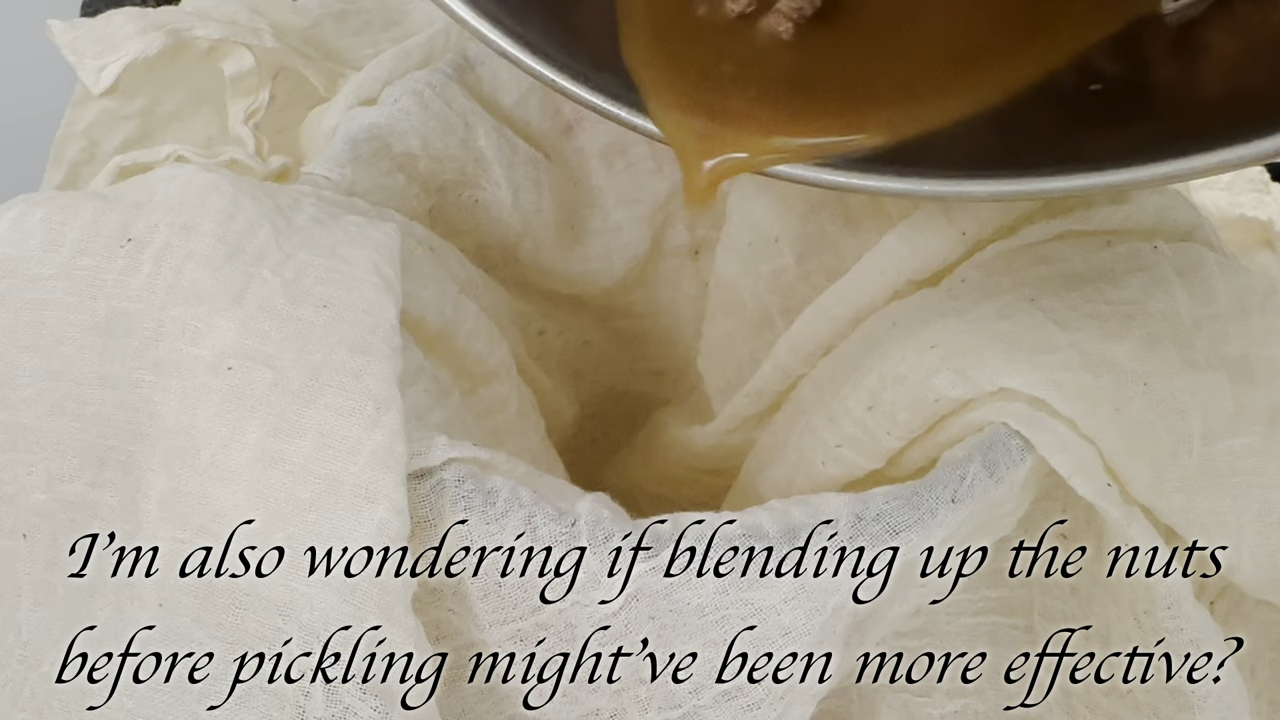 I'm also wondering if blending up the nuts
before pickling might've been more effective?